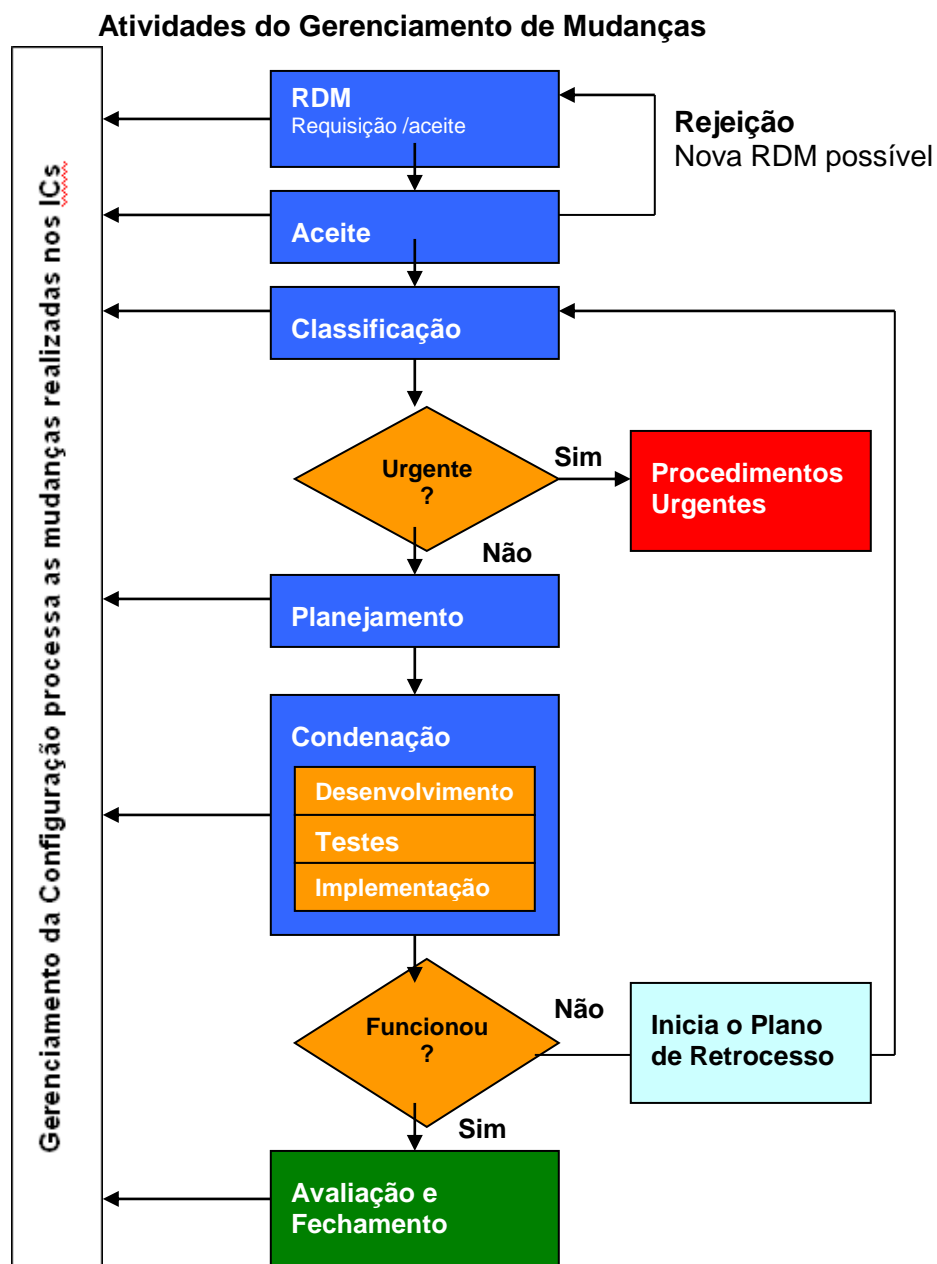 Atividades do Gerenciamento de Mudanças
Gerenciamento da Configuração processa as mudanças realizadas nos ICs
RDM
Requisição /aceite
Rejeição
Nova RDM possível
Aceite
Classificação
Urgente
?
Sim
Procedimentos
Urgentes
Não
Planejamento
Condenação
Desenvolvimento
Testes
Implementação
Funcionou
?
Não
Inicia o Plano
de Retrocesso
Sim
Avaliação e
Fechamento